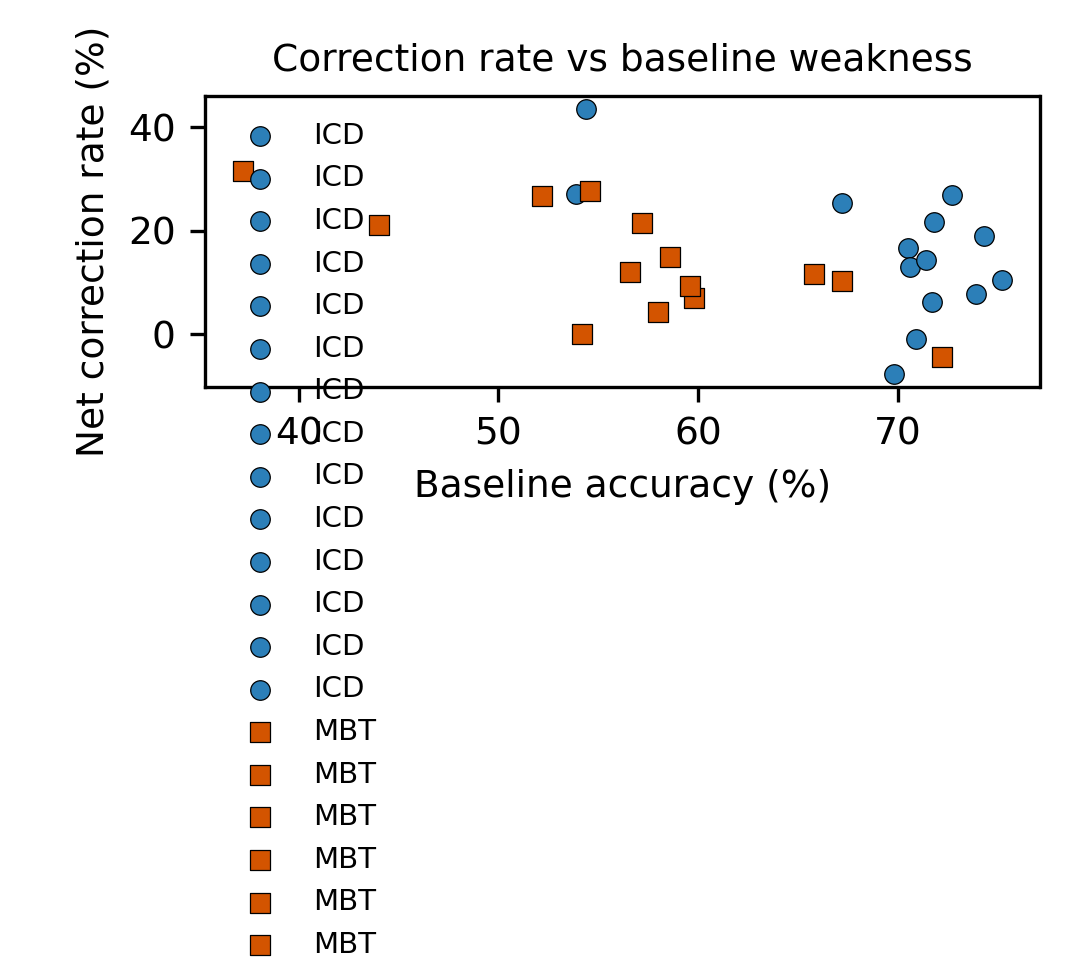 Correction rate vs baseline weakness
Net correction rate (%)
40
20
0
ICD
ICD
ICD
ICD
ICD
ICD
ICD
ICD
ICD
ICD
ICD
ICD
ICD
ICD
MBT
MBT
MBT
MBT
MBT
MBT
40
50
60
70
Baseline accuracy (%)